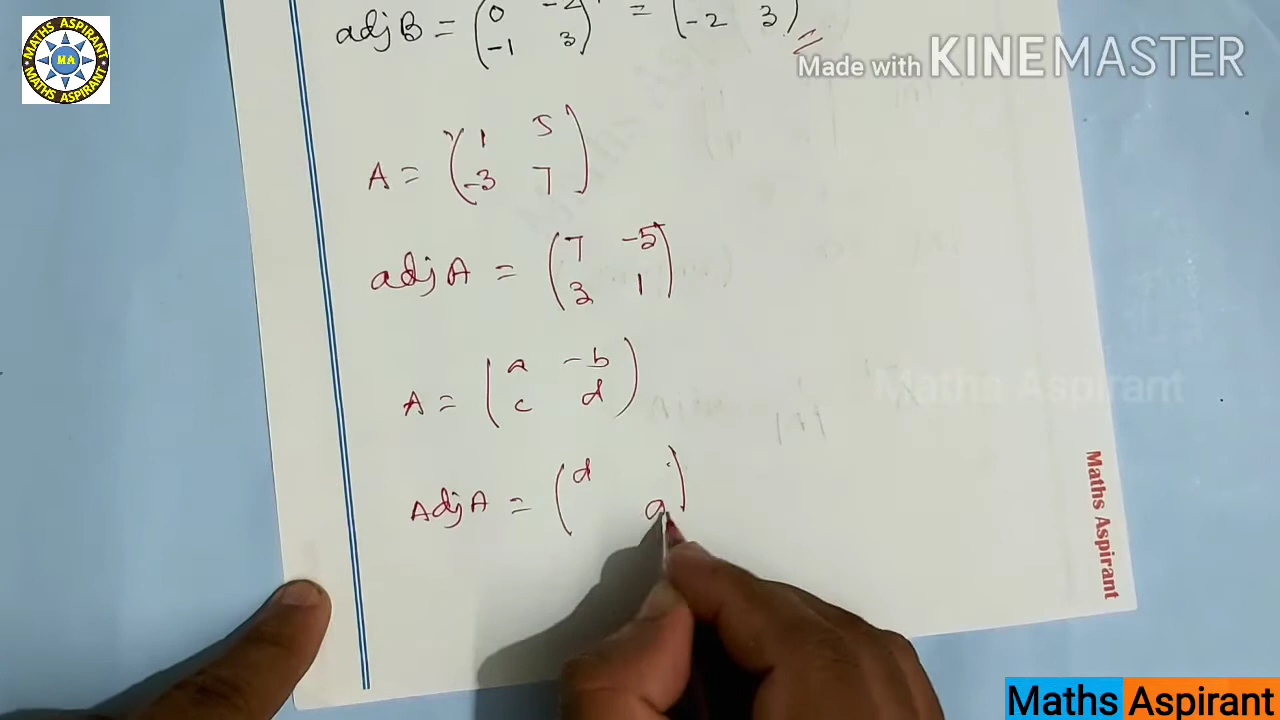 MATHS ASPIRANT
MA
MATHS ASPIRANT
adj B = ( 0 -2 ) = (
-1 3 -2 3 )
Made with KINEMASTER
A = ( 1 5
-3 7 )
adj A = ( 7 -5
3 1 )
A = ( a -b
c d )
Maths Aspirant
Adj A = ( d
a )
Maths Aspirant
Maths Aspirant